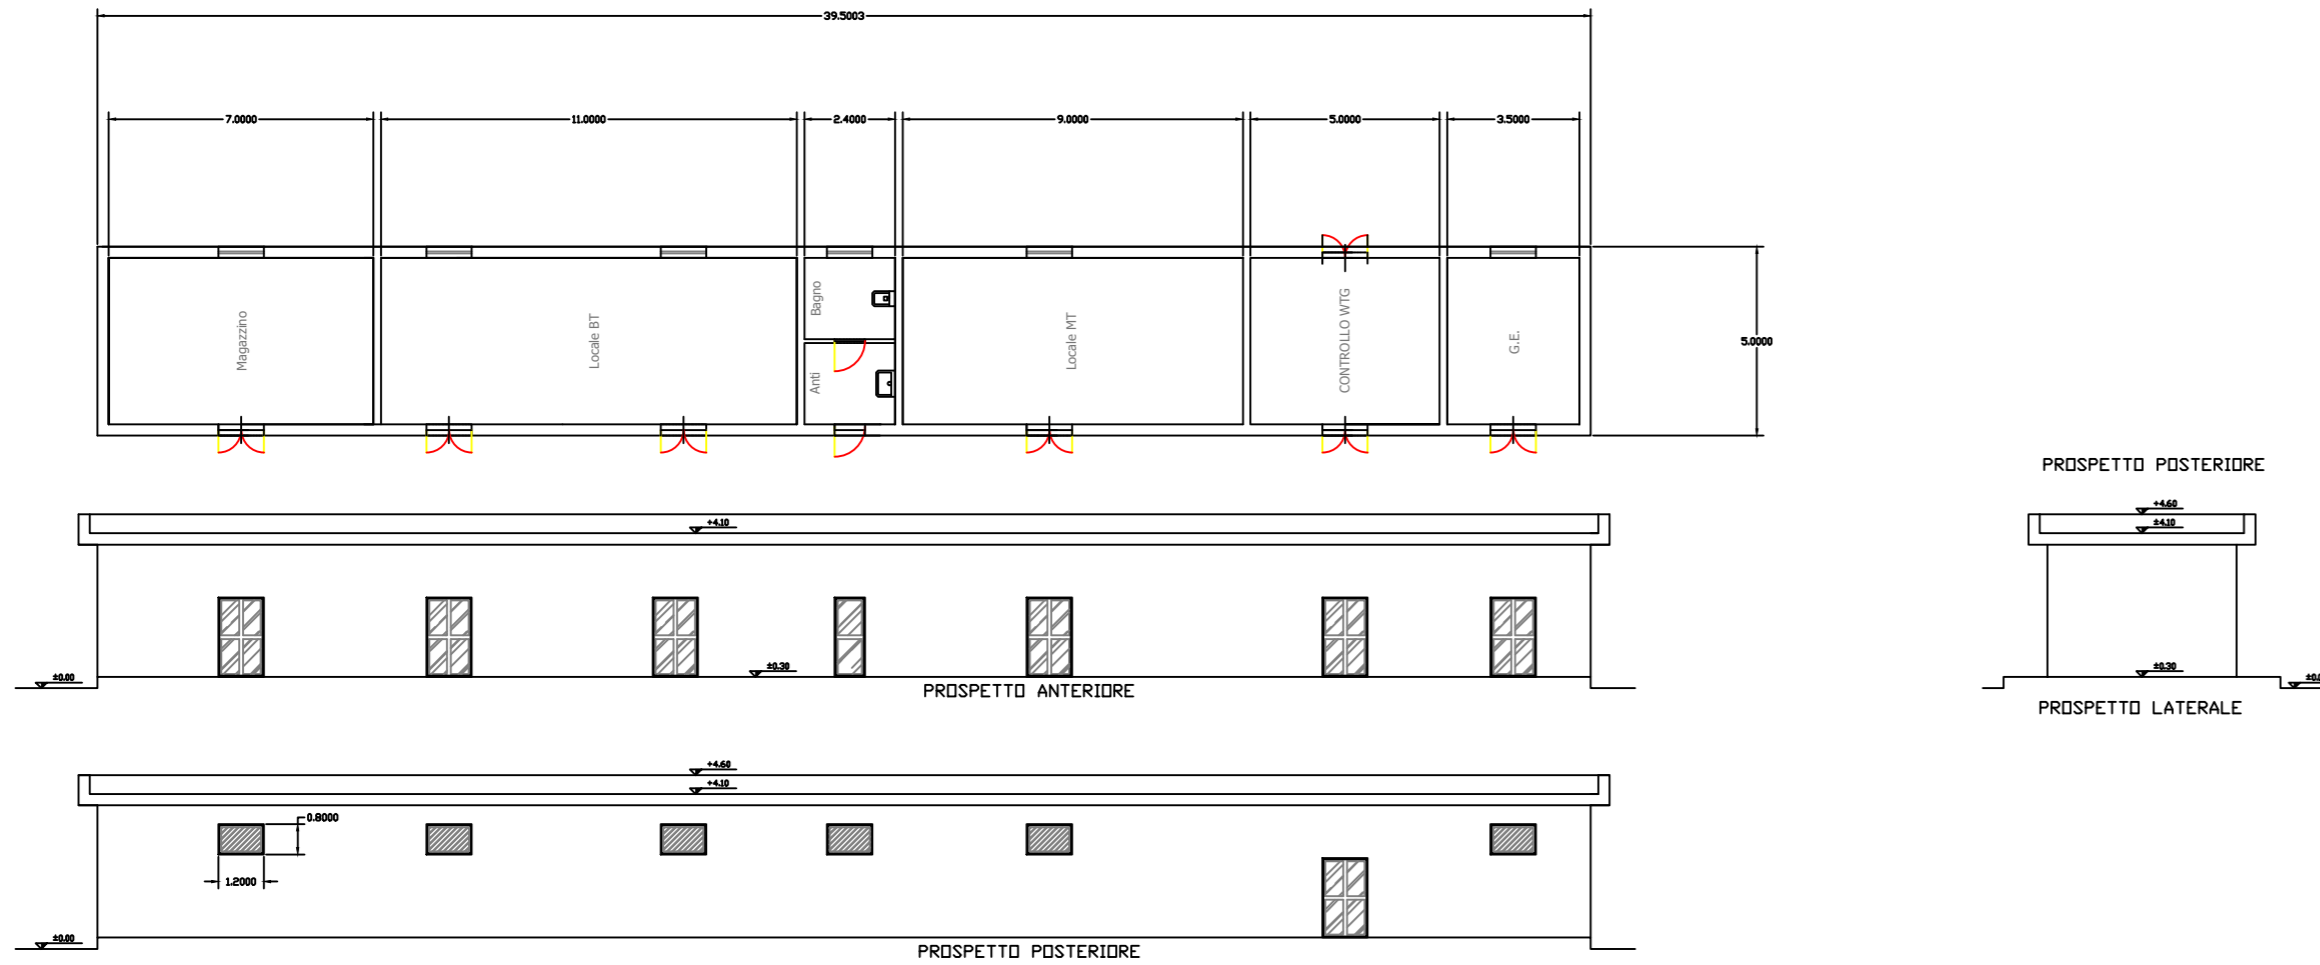 39.5003
7.0000
11.0000
2.4000
9.0000
5.0000
3.5000
Magazzino
Locale BT
Bagno
Anti
Locale MT
CONTROLLO WTG
G.E.
5.0000
PROSPETTO POSTERIORE
+4.10
±0.00
±0.30
PROSPETTO ANTERIORE
+4.60
±4.10
±0.30
PROSPETTO LATERALE
+4.60
+4.10
0.8000
1.2000
±0.00
PROSPETTO POSTERIORE